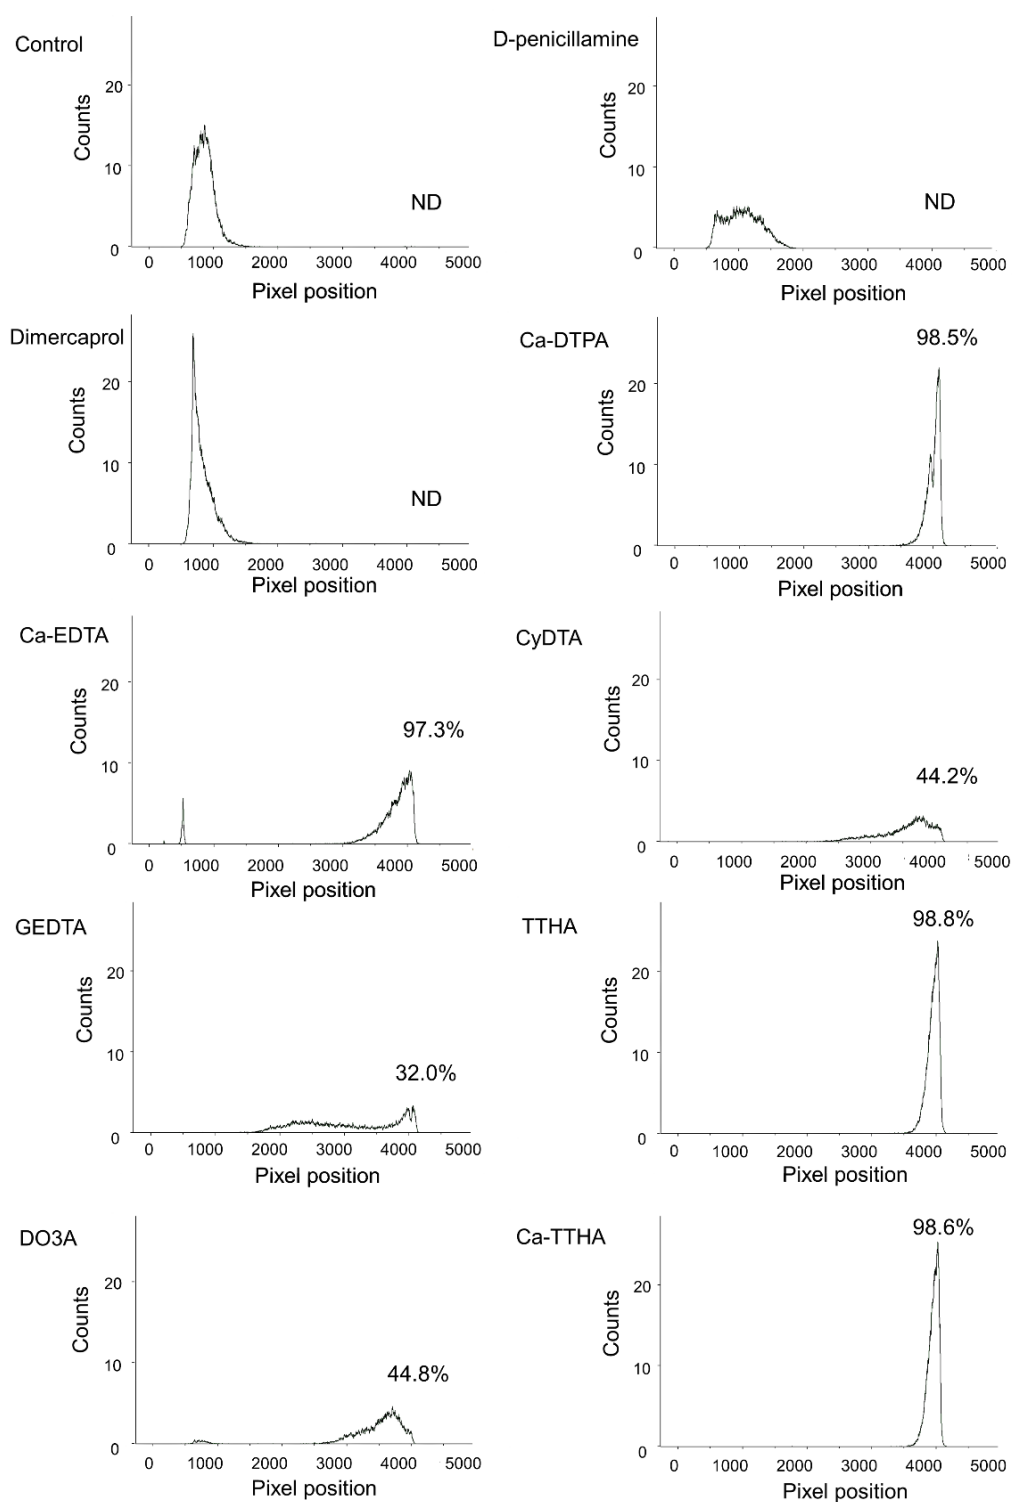 Control
Counts
20
10
0
ND
0 1000 2000 3000 4000 5000
Pixel position
D-penicillamine
Counts
20
10
0
ND
0 1000 2000 3000 4000 5000
Pixel position
Dimercaprol
Counts
20
10
0
ND
0 1000 2000 3000 4000 5000
Pixel position
Ca-DTPA
98.5%
Counts
20
10
0
0 1000 2000 3000 4000 5000
Pixel position
Ca-EDTA
Counts
20
10
0
97.3%
0 1000 2000 3000 4000 5000
Pixel position
CyDTA
Counts
20
10
0
44.2%
0 1000 2000 3000 4000 5000
Pixel position
GEDTA
Counts
20
10
0
32.0%
0 1000 2000 3000 4000 5000
Pixel position
TTHA
98.8%
Counts
20
10
0
0 1000 2000 3000 4000 5000
Pixel position
DO3A
Counts
20
10
0
44.8%
0 1000 2000 3000 4000 5000
Pixel position
Ca-TTHA
98.6%
Counts
20
10
0
0 1000 2000 3000 4000 5000
Pixel position